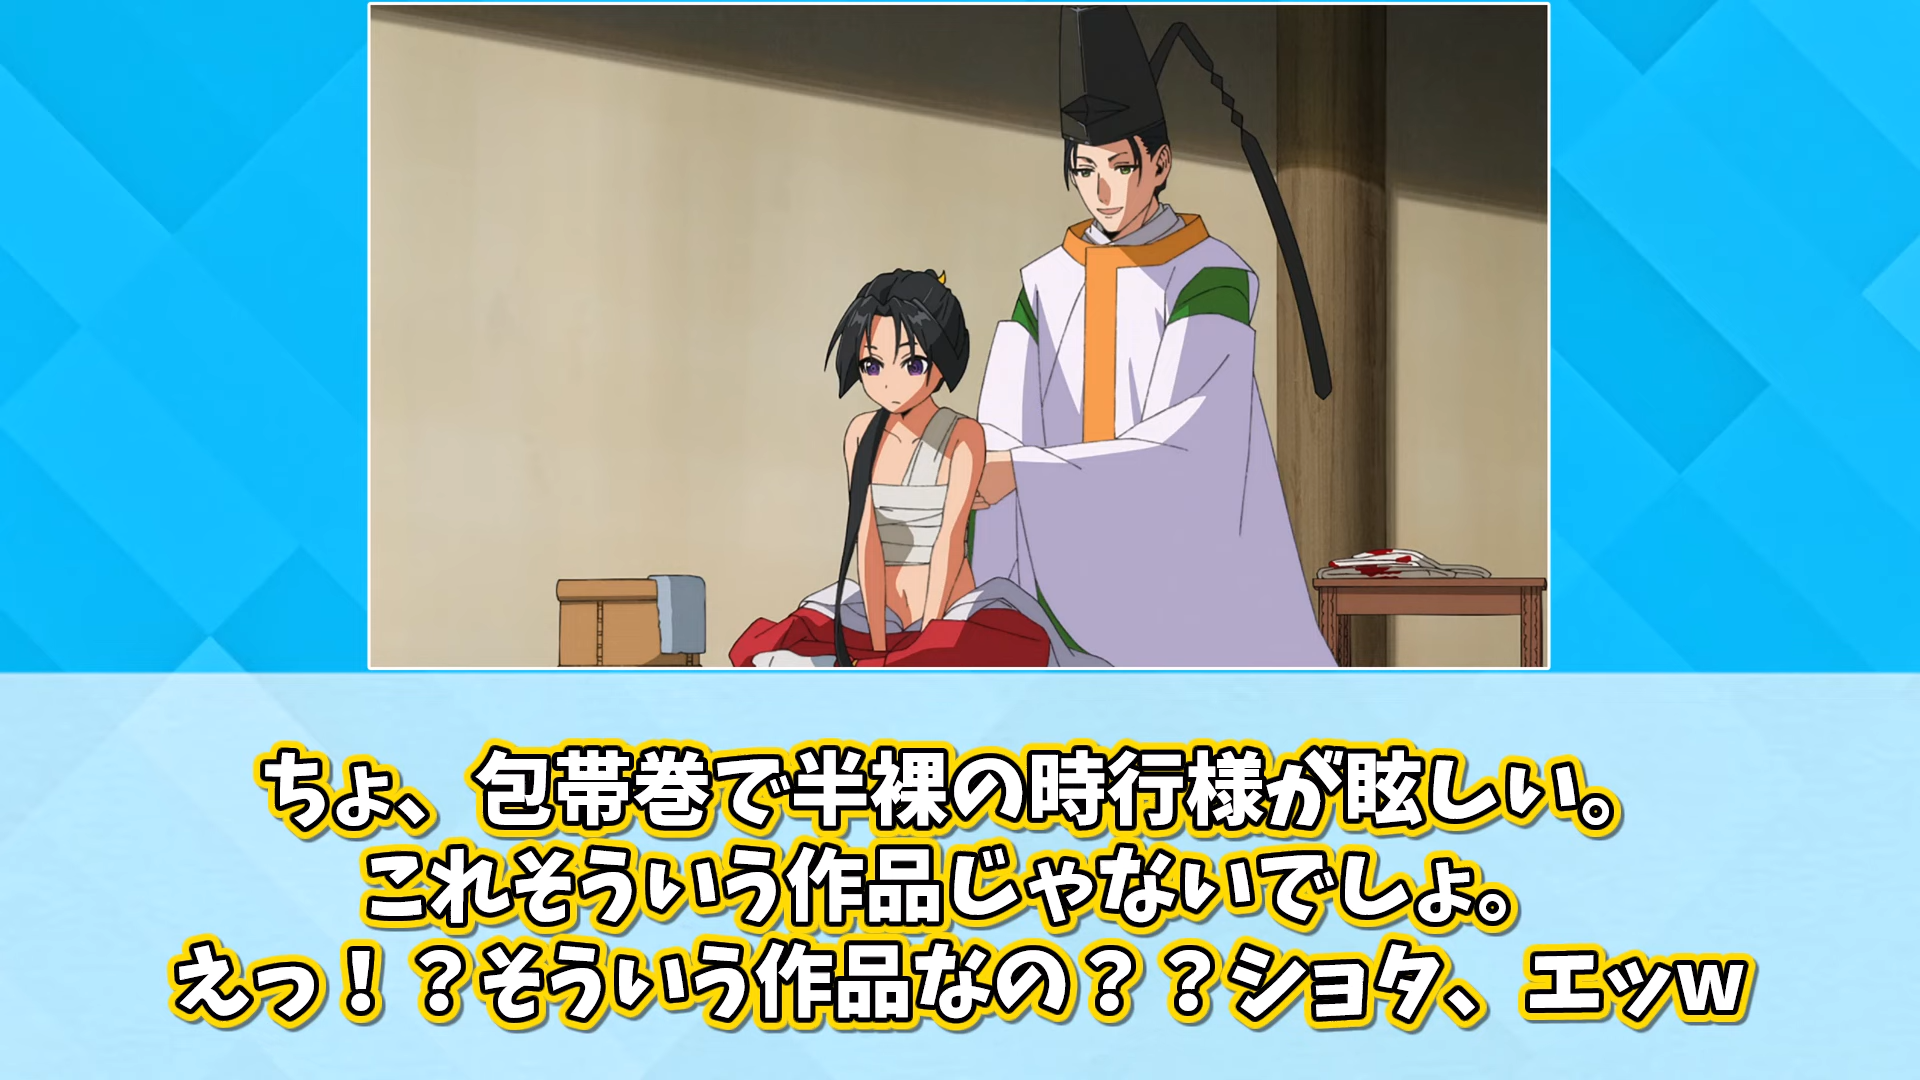 ちょ、包帯巻で半裸の時行様が眩しい。
これそういう作品じゃないでしょ。
えっ！？そういう作品なの？？ショタ、エッw